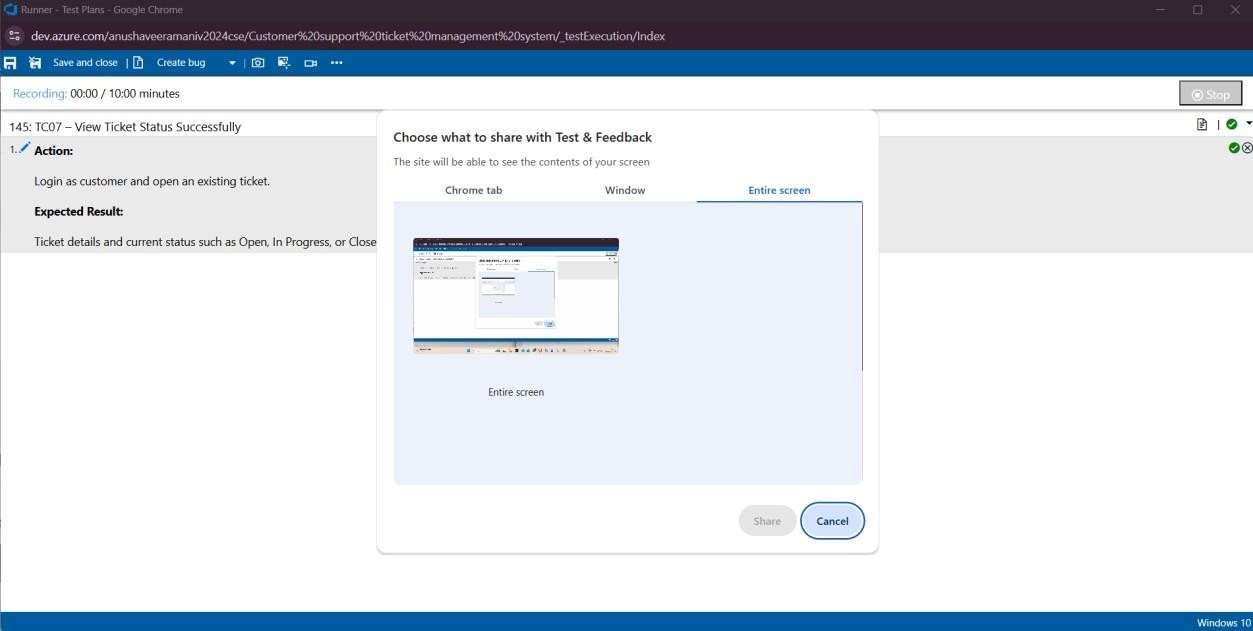 Runner - Test Plans - Google Chrome
dev.azure.com/anushaveeramaniv2024cse/Customer%20support%20ticket%20management%20system/_testExecution/Index
Save and close | Create bug
Recording: 00:00 / 10:00 minutes
Stop
145: TC07 – View Ticket Status Successfully
1. Action:
Login as customer and open an existing ticket.
Expected Result:
Ticket details and current status such as Open, In Progress, or Close
Choose what to share with Test & Feedback
The site will be able to see the contents of your screen
Chrome tab Window Entire screen
Entire screen
Share Cancel
Windows 10